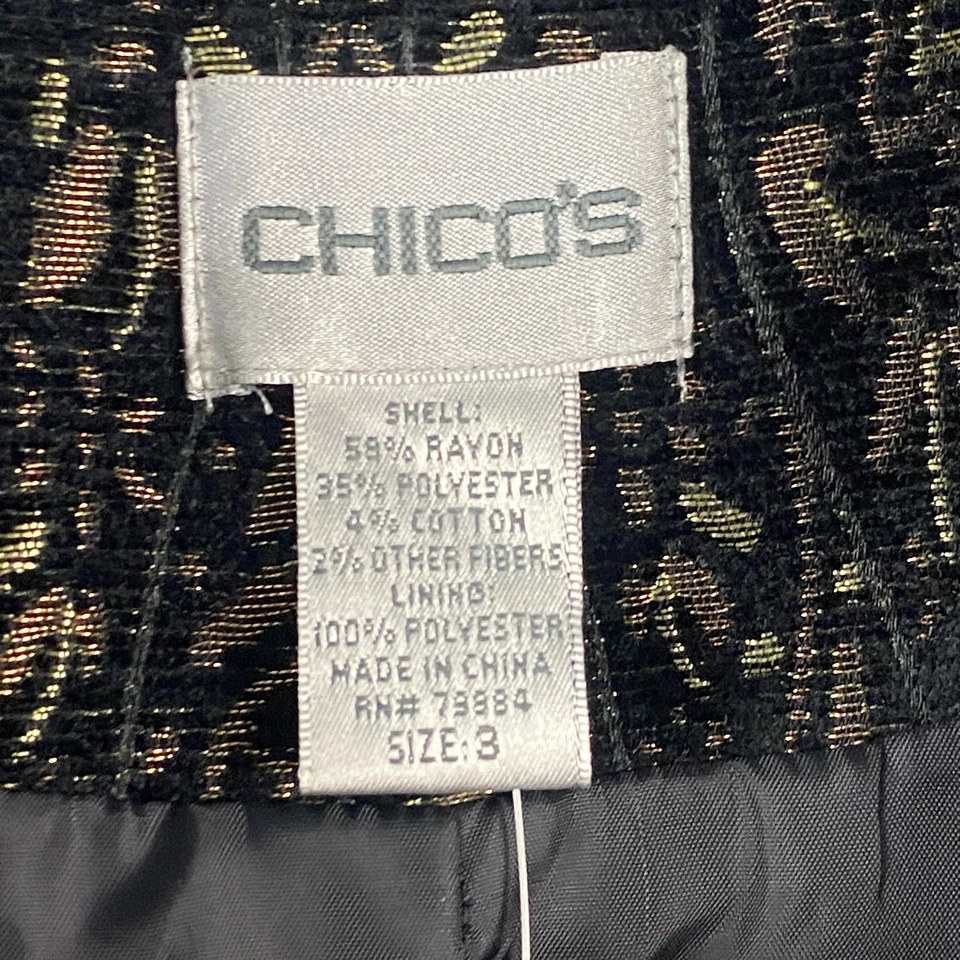 CHICO'S
SHELL:
59% RAYON
35% POLYESTER
4% COTTON
2% OTHER FIBERS
LINING:
100% POLYESTER
MADE IN CHINA
RN# 79984
SIZE: 3